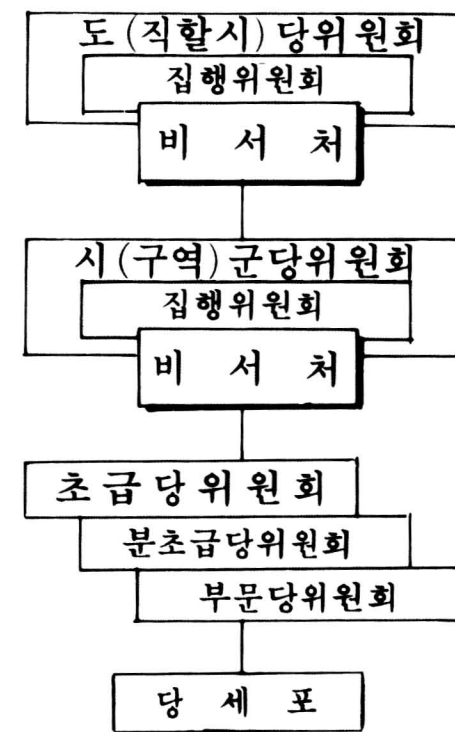 도(직할시)당위원회
집행위원회
비 서 처
시(구역)군당위원회
집행위원회
비 서 처
초급당위원회
분초급당위원회
부문당위원회
당 세 포